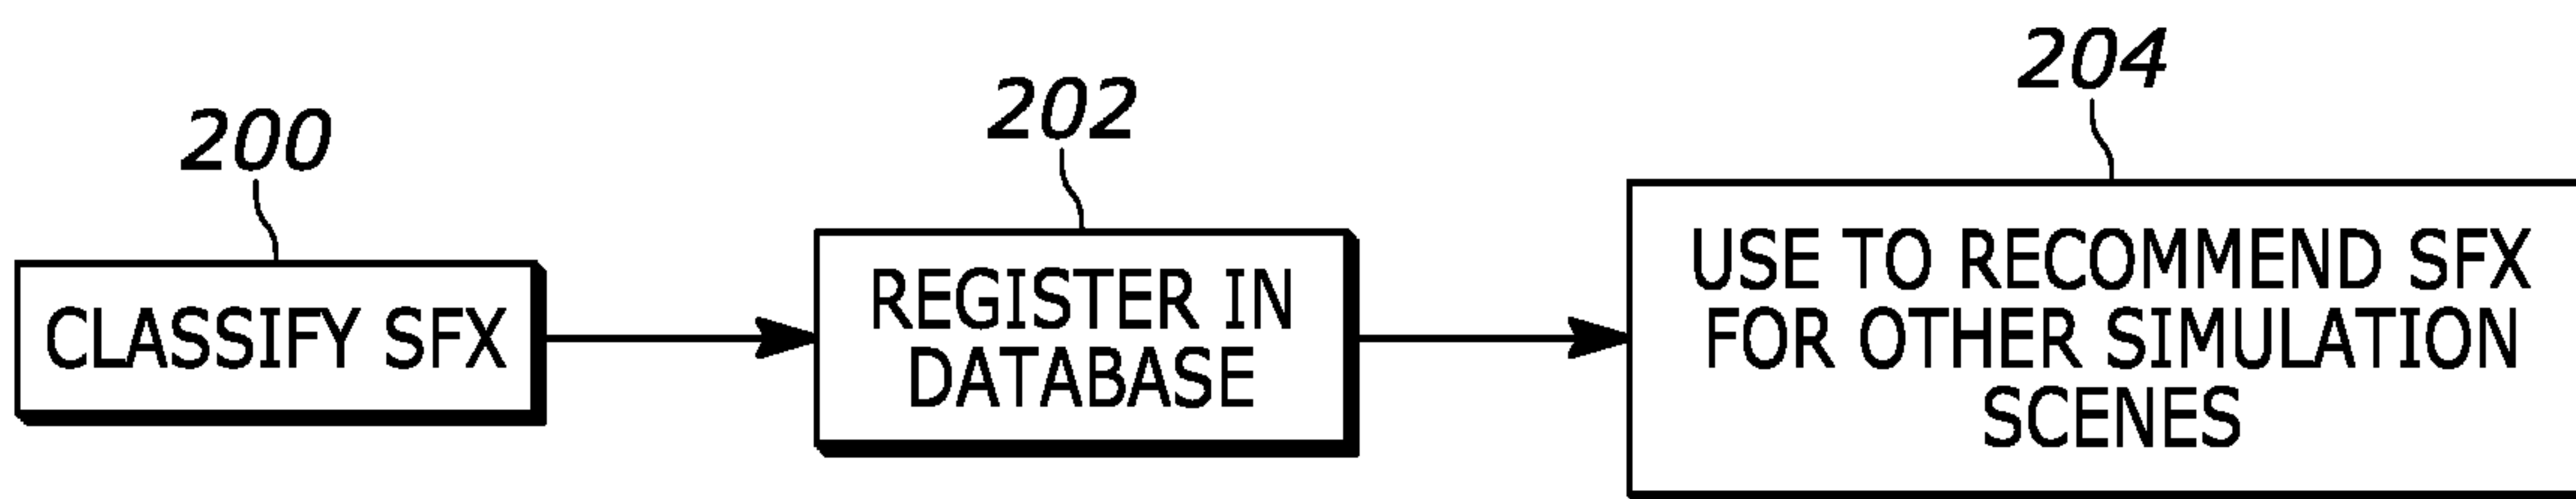 200
CLASSIFY SFX
202
REGISTER IN
DATABASE
204
USE TO RECOMMEND SFX
FOR OTHER SIMULATION
SCENES